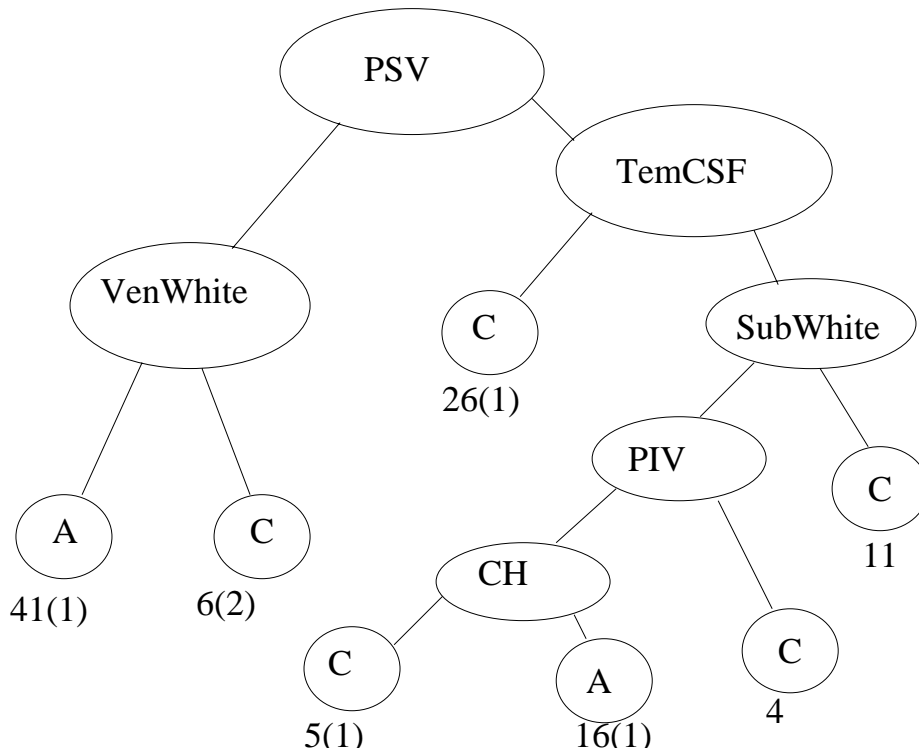 PSV
TemCSF
VenWhite
C
SubWhite
26(1)
PIV
C
A
C
11
CH
41(1)
6(2)
C
A
C
5(1)
16(1)
4